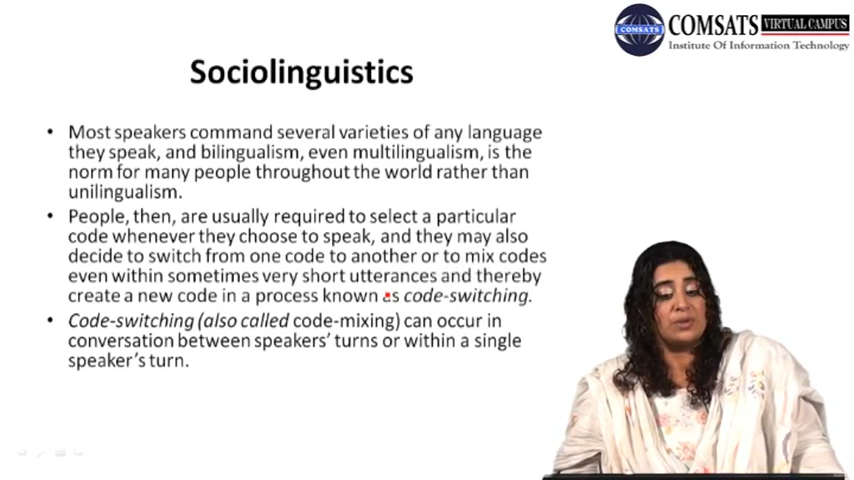 COMSATS
COMSATS VIRTUAL CAMPUS
Institute Of Information Technology
Sociolinguistics
• Most speakers command several varieties of any language
they speak, and bilingualism, even multilingualism, is the
norm for many people throughout the world rather than
unilingualism.
• People, then, are usually required to select a particular
code whenever they choose to speak, and they may also
decide to switch from one code to another or to mix codes
even within sometimes very short utterances and thereby
create a new code in a process known as code-switching.
• Code-switching (also called code-mixing) can occur in
conversation between speakers' turns or within a single
speaker's turn.